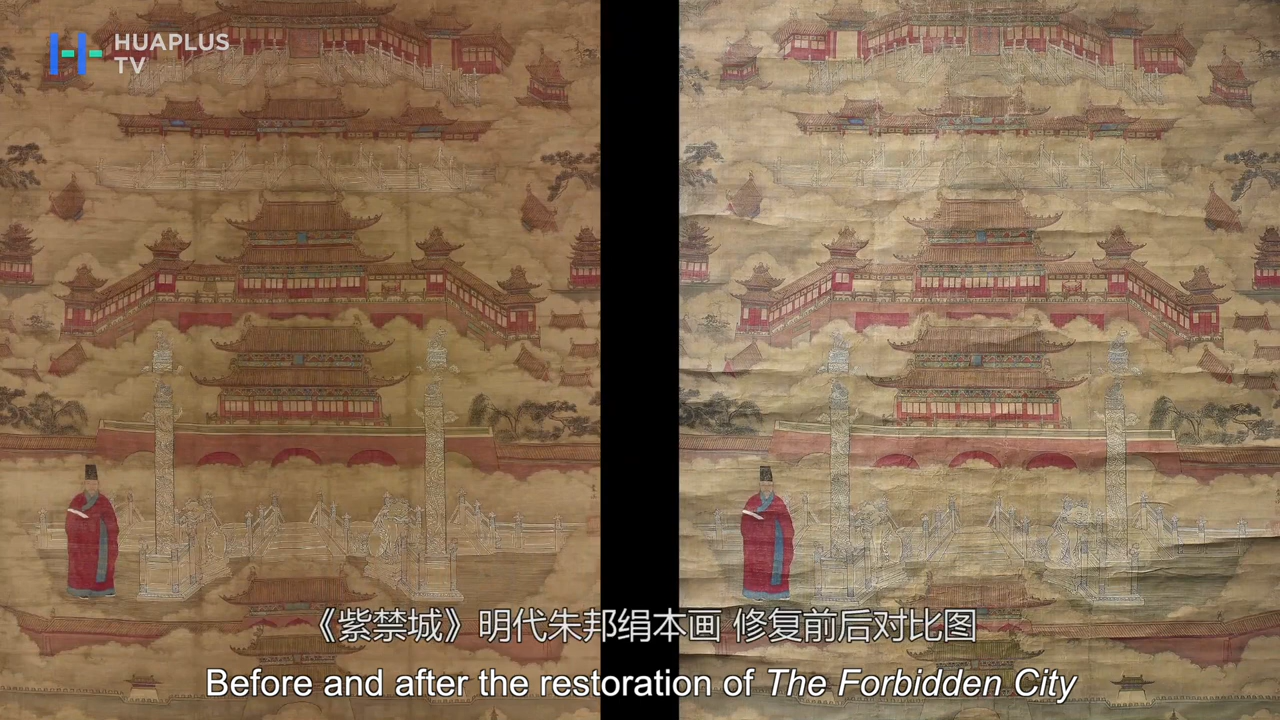 HUAPLUS
TV
《紫禁城》明代朱邦绢本画 修复前后对比图
Before and after the restoration of The Forbidden City